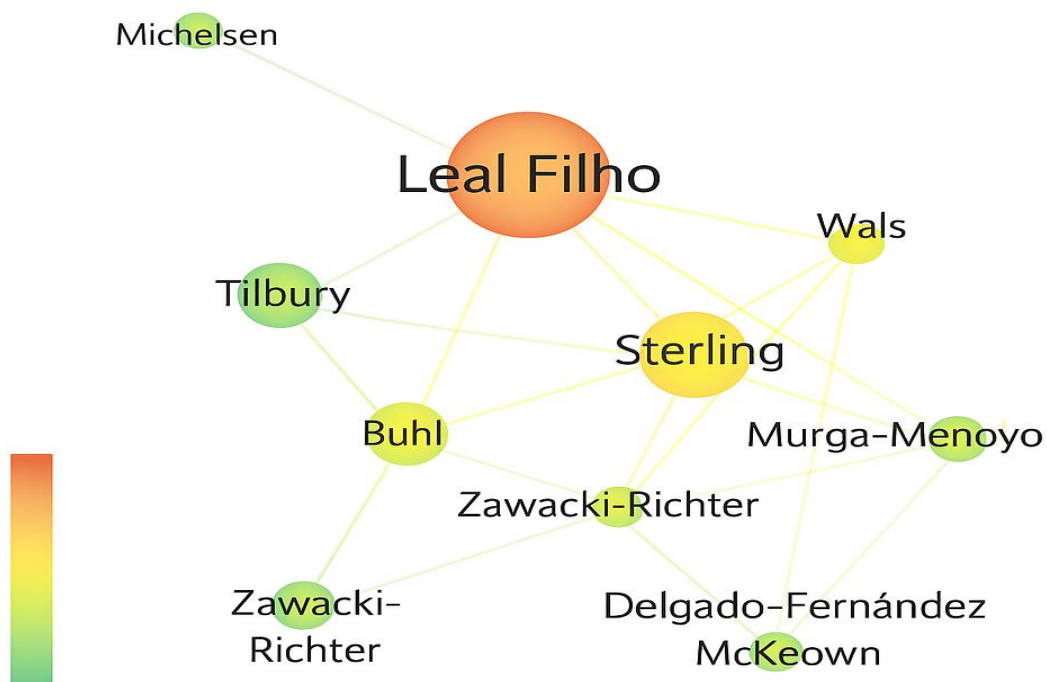 Michelsen
Leal Filho
Wals
Tilbury
Sterling
Buhl
Murga-Menoyo
Zawacki-Richter
Zawacki-
Richter
Delgado-Fernández
McKeown